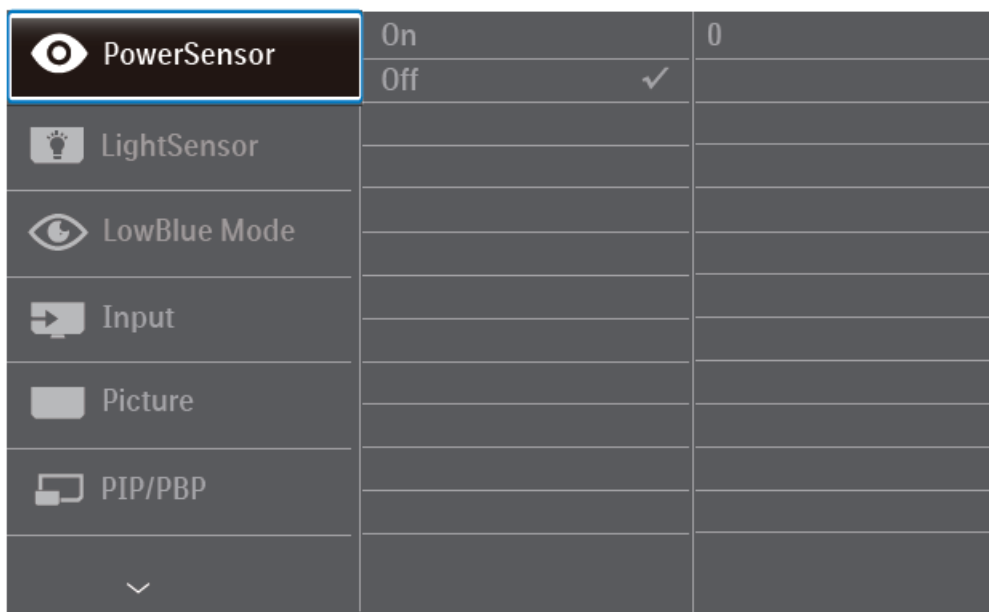 PowerSensor
On
0
Off
LightSensor
LowBlue Mode
Input
Picture
PIP/PBP